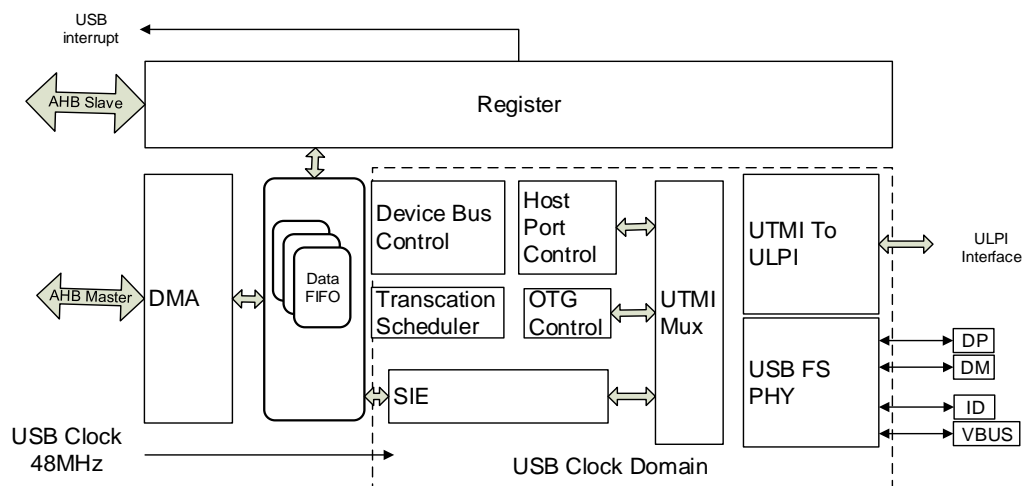 USB
interrupt
AHB Slave
Register
Device Bus
Control
Host
Port
Control
UTMI To
ULPI
ULPI
Interface
Data
FIFO
AHB Master
DMA
Transcation
Scheduler
OTG
Control
UTMI
Mux
USB FS
PHY
DP
DM
SIE
ID
VBUS
USB Clock
48MHz
USB Clock Domain